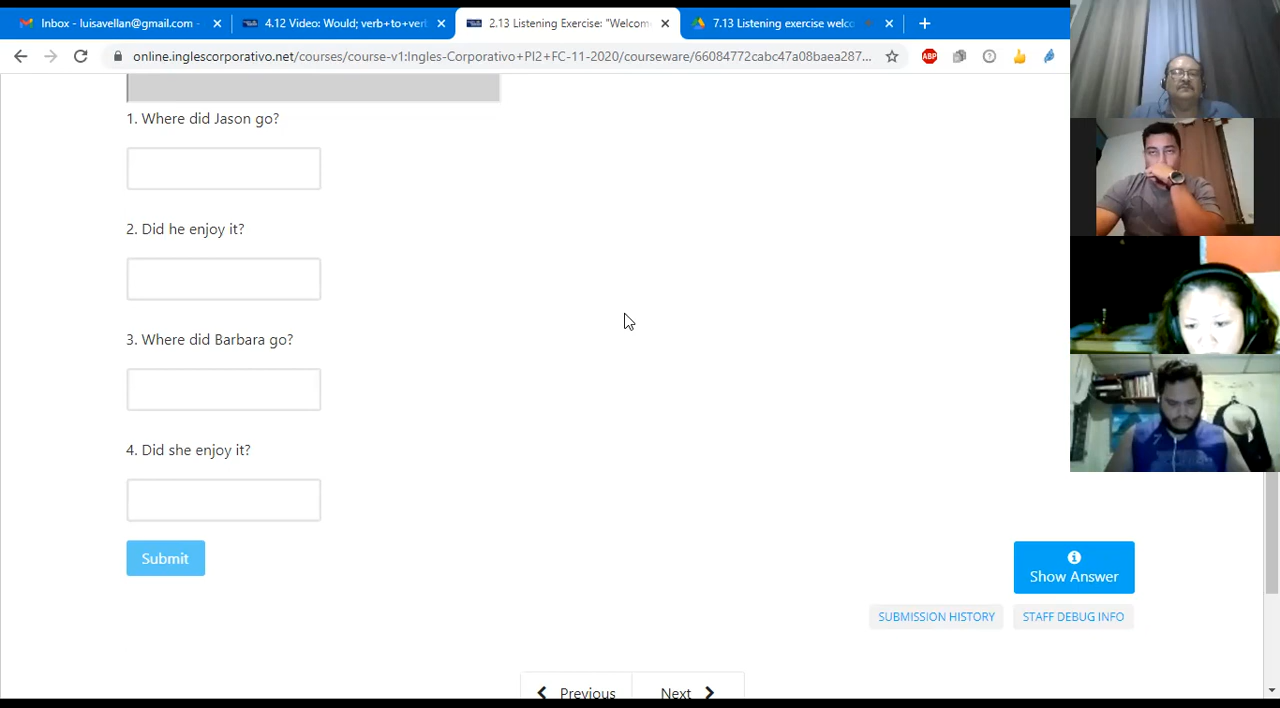 Inbox - luisavellan@gmail.com -
4.12 Video: Would; verb+to+verb
2.13 Listening Exercise: "Welcom
7.13 Listening exercise welco
online.inglescorporativo.net/courses/course-v1:Ingles-Corporativo+PI2+FC-11-2020/courseware/66084772cabc47a08baea287...
ABP
1. Where did Jason go?
2. Did he enjoy it?
3. Where did Barbara go?
4. Did she enjoy it?
Submit
Show Answer
SUBMISSION HISTORY
STAFF DEBUG INFO
Previous
Next